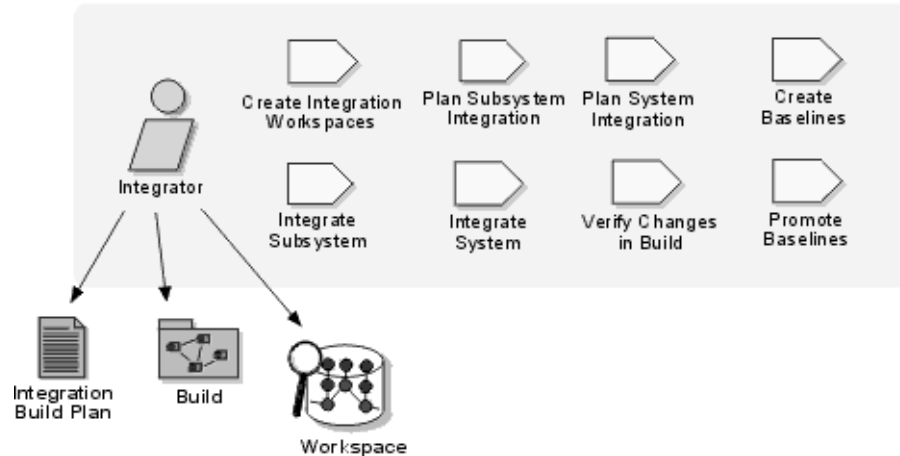 Create Integration
Workspaces
Plan Subsystem
Integration
Plan System
Integration
Create
Baselines
Integrator
Integrate
Subsystem
Integrate
System
Verify Changes
in Build
Promote
Baselines
Integration
Build Plan
Build
Workspace